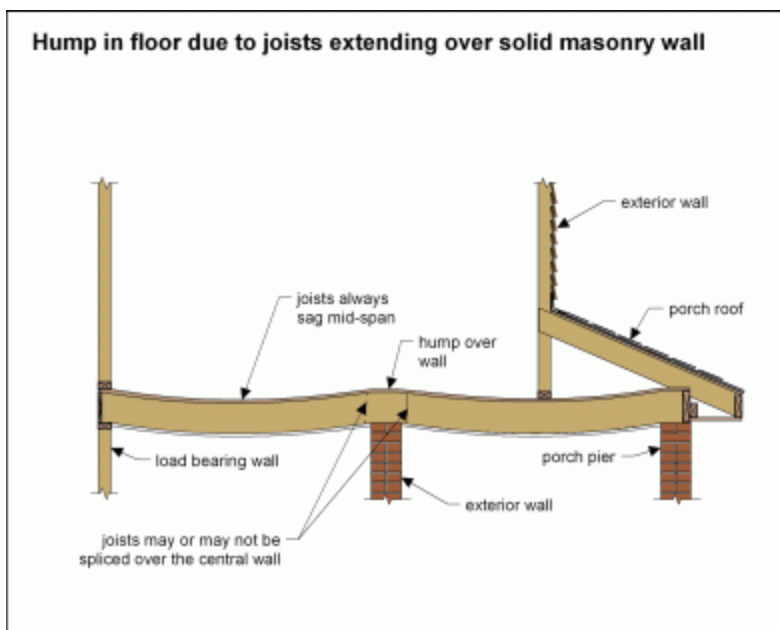 Hump in floor due to joists extending over solid masonry wall
exterior wall
joists always
sag mid-span
porch roof
hump over
wall
load bearing wall
porch pier
exterior wall
joists may or may not be
spliced over the central wall